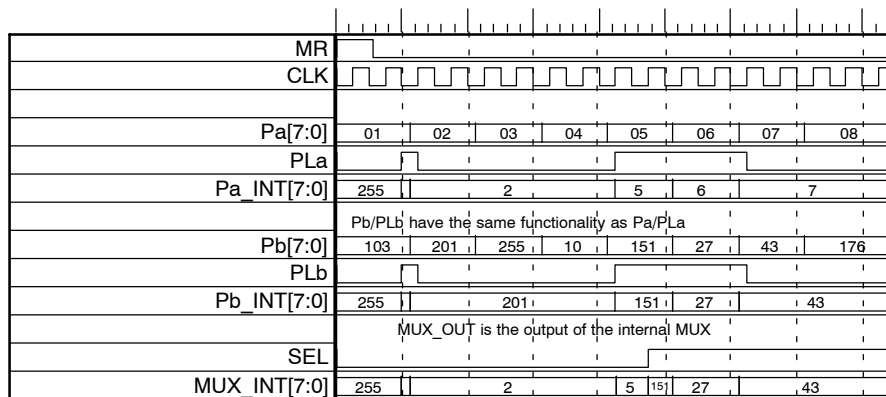 MR
CLK
Pa[7:0] 01 02 03 04 05 06 07 08
PLa
Pa_INT[7:0] 255 2 5 6 7
Pb/PLb have the same functionality as Pa/PLa
Pb[7:0] 103 201 255 10 151 27 43 176
PLb
Pb_INT[7:0] 255 201 151 27 43
MUX_OUT is the output of the internal MUX
SEL
MUX_INT[7:0] 255 2 5 151 27 43